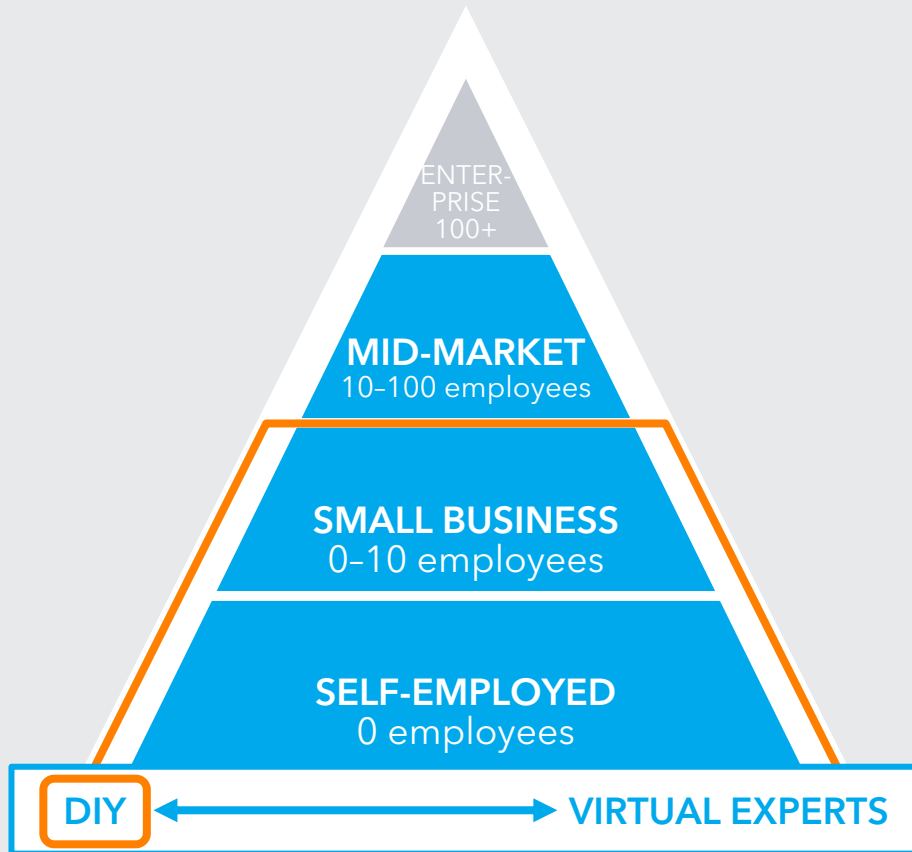 ENTER-
PRISE
100+
MID-MARKET
10–100 employees
SMALL BUSINESS
0–10 employees
SELF-EMPLOYED
0 employees
DIY VIRTUAL EXPERTS